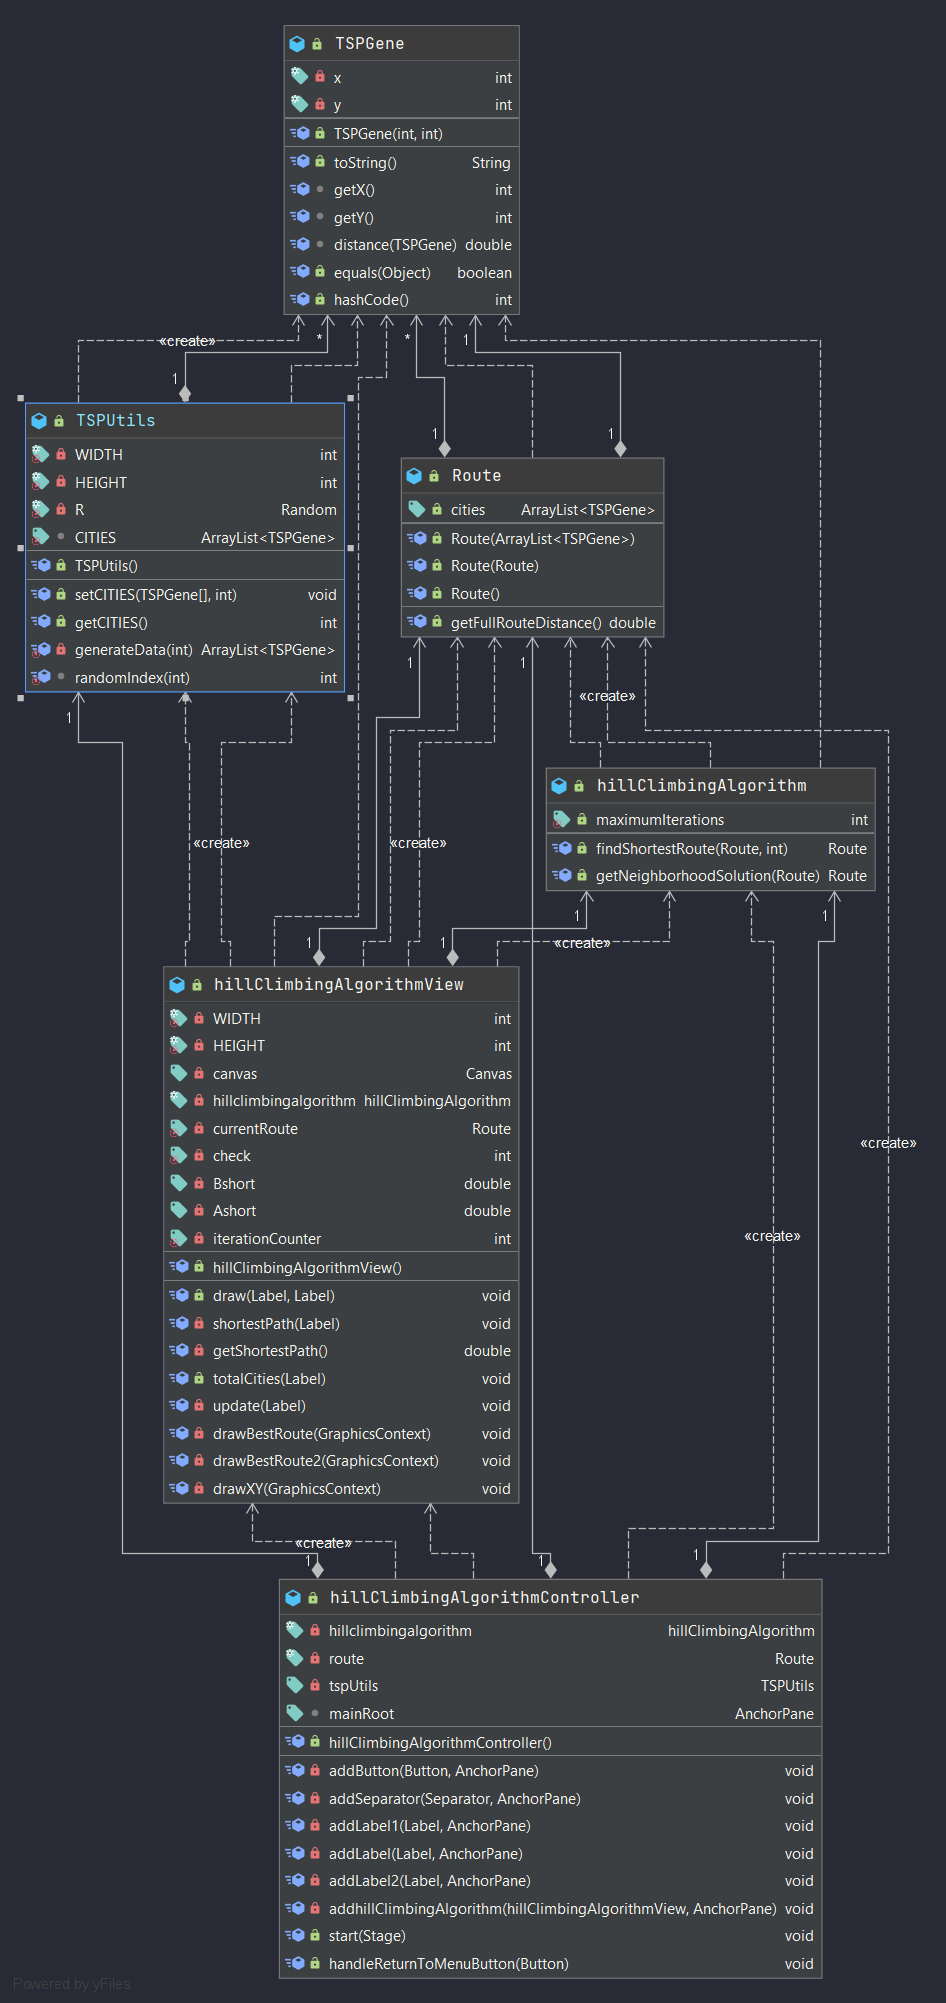 TSPGene
x int
y int
TSPGene(int, int)
toString() String
getX() int
getY() int
distance(TSPGene) double
equals(Object) boolean
hashCode() int
«create» * * 1
1
TSPUtils
WIDTH int
HEIGHT int
R Random
CITIES ArrayList<TSPGene>
TSPUtils()
setCITIES(TSPGene[], int) void
getCITIES() int
generateData(int) ArrayList<TSPGene>
randomIndex(int) int
1 1
Route
cities ArrayList<TSPGene>
Route(ArrayList<TSPGene>)
Route(Route)
Route()
getFullRouteDistance() double
1 1
«create»
1
hillClimbingAlgorithm
maximumIterations int
findShortestRoute(Route, int) Route
getNeighborhoodSolution(Route) Route
«create» «create»
1 1
1 1 «create»
hillClimbingAlgorithmView
WIDTH int
HEIGHT int
canvas Canvas
hillclimbingalgorithm hillClimbingAlgorithm
currentRoute Route
check int
Bshort double
Ashort double
iterationCounter int
hillClimbingAlgorithmView()
draw(Label, Label) void
shortestPath(Label) void
getShortestPath() double
totalCities(Label) void
update(Label) void
drawBestRoute(GraphicsContext) void
drawBestRoute2(GraphicsContext) void
drawXY(GraphicsContext) void
«create»
«create»
«create»
1 1 1
hillClimbingAlgorithmController
hillclimbingalgorithm hillClimbingAlgorithm
route Route
tspUtils TSPUtils
mainRoot AnchorPane
hillClimbingAlgorithmController()
addButton(Button, AnchorPane) void
addSeparator(Separator, AnchorPane) void
addLabel1(Label, AnchorPane) void
addLabel(Label, AnchorPane) void
addLabel2(Label, AnchorPane) void
addhillClimbingAlgorithm(hillClimbingAlgorithmView, AnchorPane) void
start(Stage) void
handleReturnToMenuButton(Button) void
Powered by yFiles